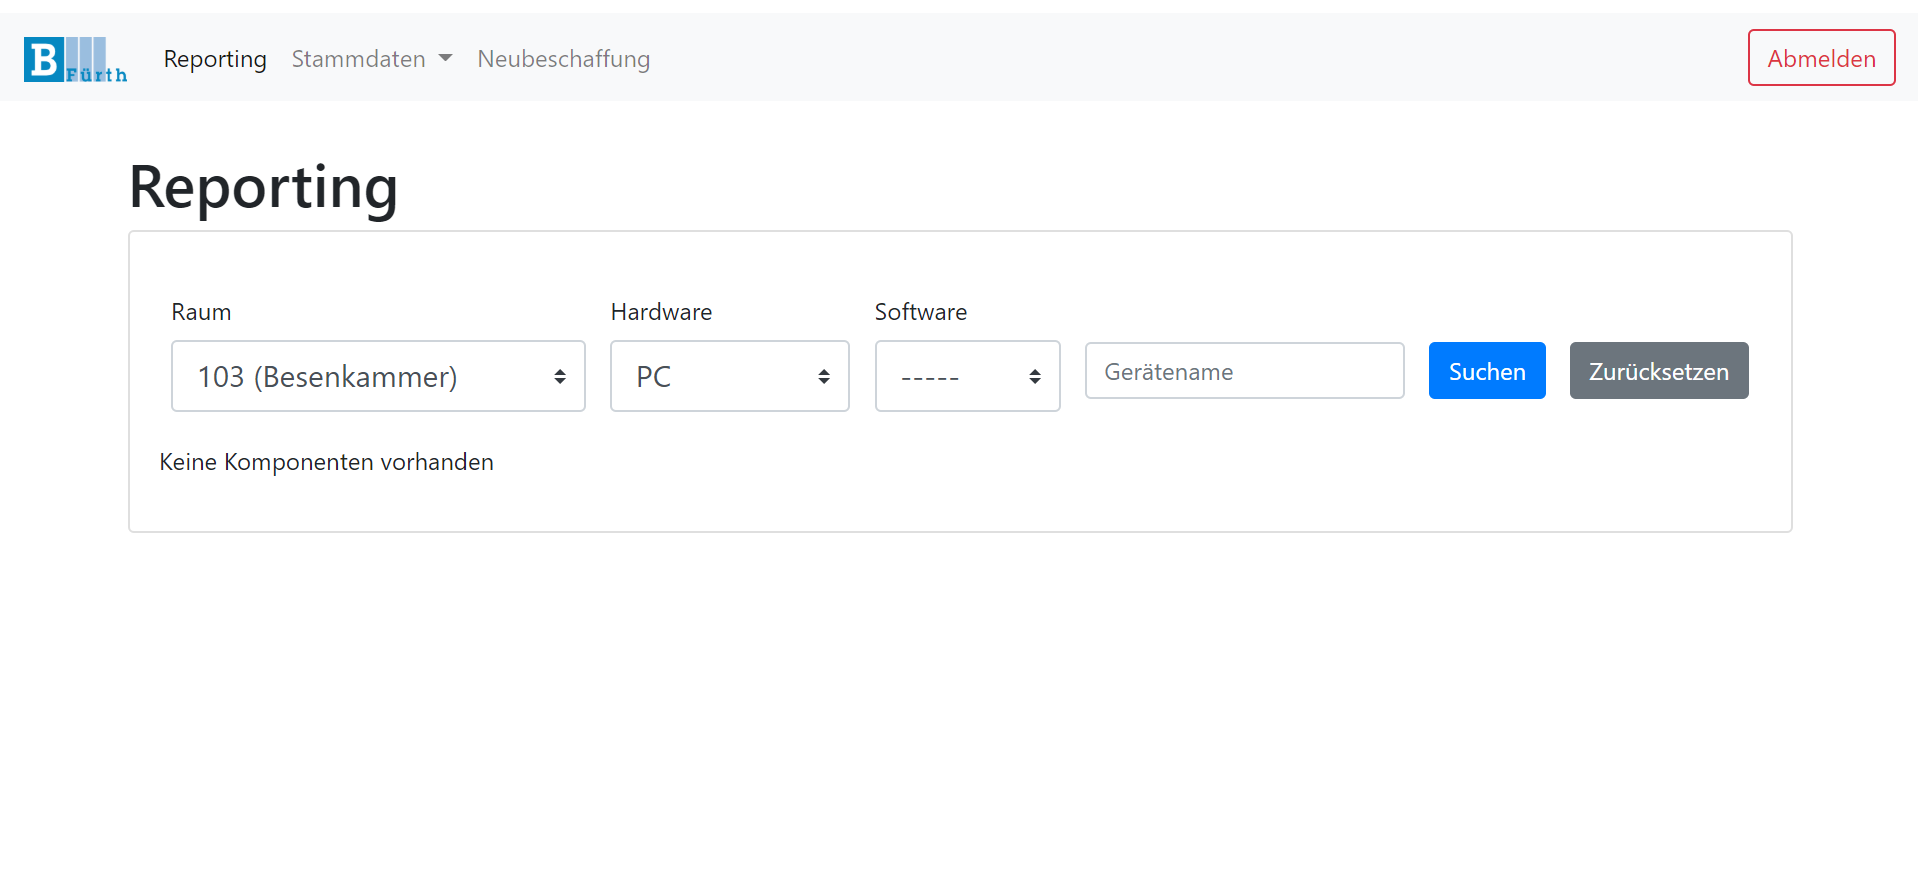 B Fürth Reporting Stammdaten Neubeschaffung Abmelden
Reporting
Raum Hardware Software
103 (Besenkammer) PC ----- Gerätename Suchen Zurücksetzen
Keine Komponenten vorhanden